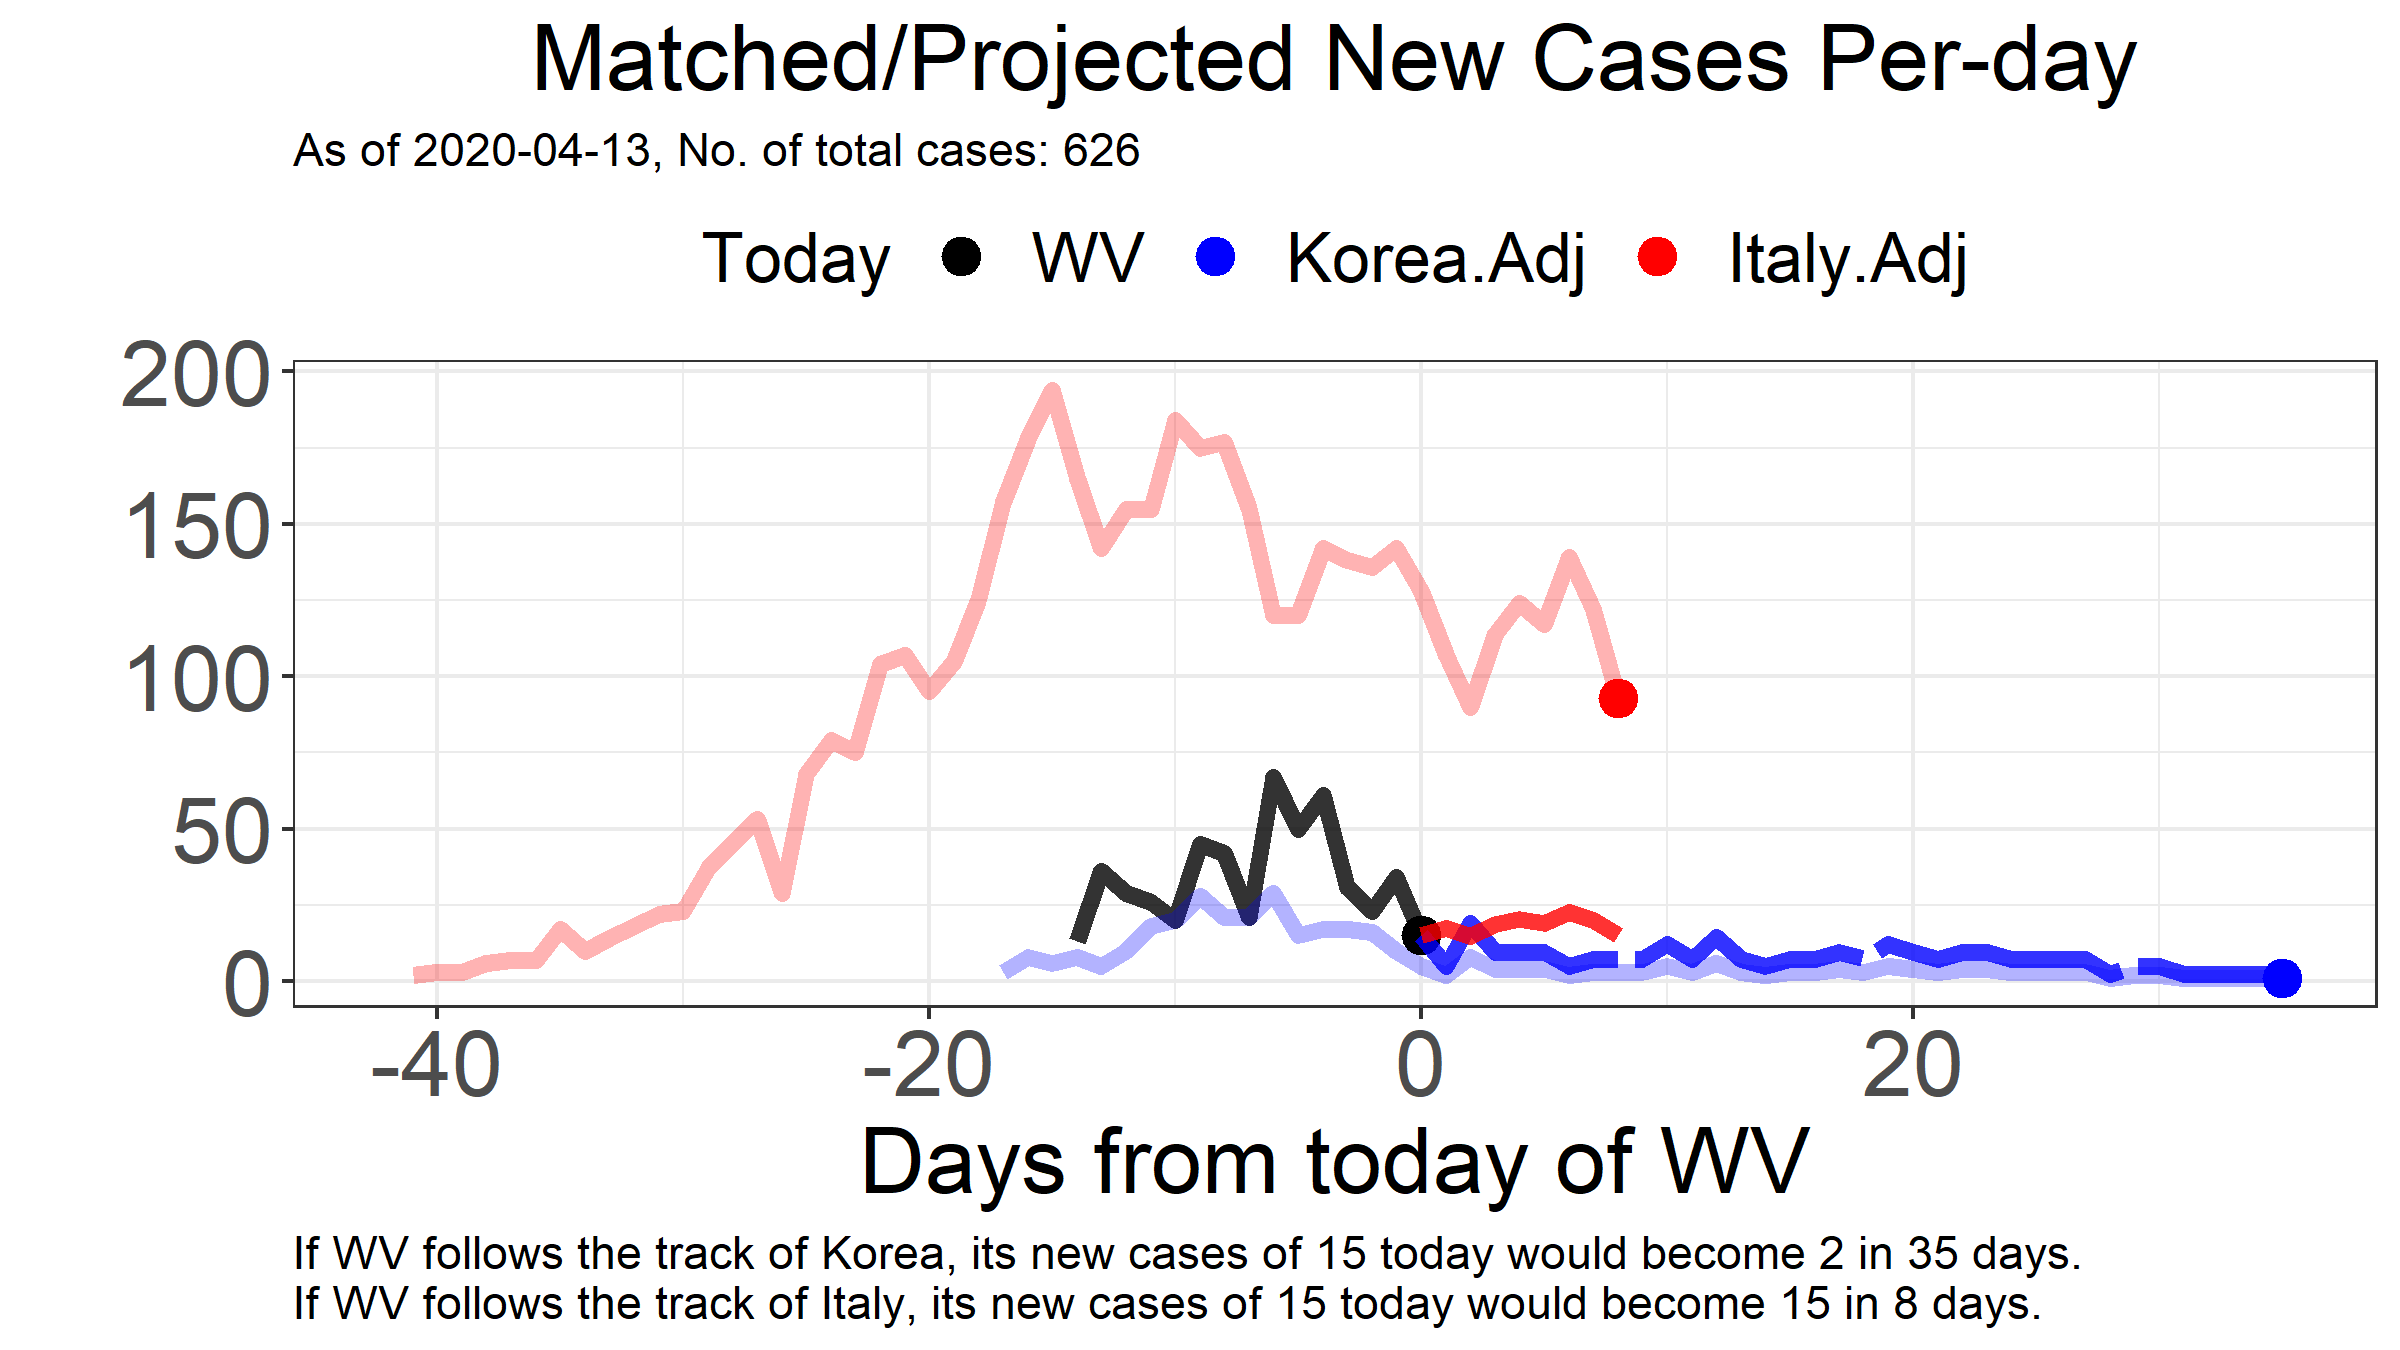 Matched/Projected New Cases Per-day
As of 2020-04-13, No. of total cases: 626
Today WV Korea.Adj Italy.Adj
200
150
100
50
0
-40 -20 0 20
Days from today of WV
If WV follows the track of Korea, its new cases of 15 today would become 2 in 35 days.
If WV follows the track of Italy, its new cases of 15 today would become 15 in 8 days.